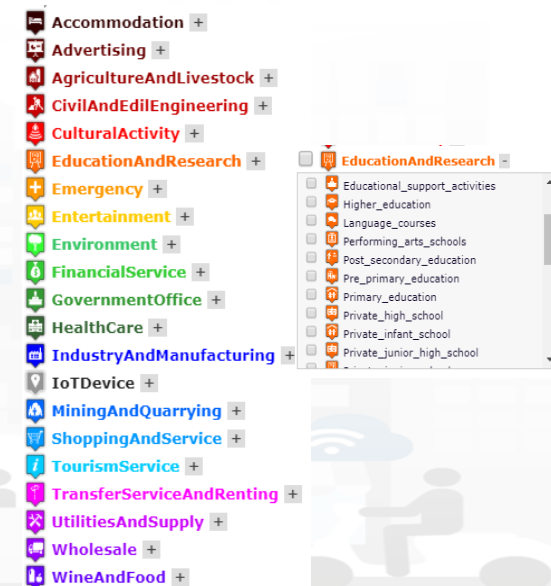 Accommodation +
Advertising +
AgricultureAndLivestock +
CivilAndEdilEngineering +
CulturalActivity +
EducationAndResearch +
Emergency +
Entertainment +
Environment +
FinancialService +
GovernmentOffice +
HealthCare +
IndustryAndManufacturing +
IoTDevice +
MiningAndQuarrying +
ShoppingAndService +
TourismService +
TransferServiceAndRenting +
UtilitiesAndSupply +
Wholesale +
WineAndFood +
EducationAndResearch -
Educational_support_activities
Higher_education
Language_courses
Performing_arts_schools
Post_secondary_education
Pre_primary_education
Primary_education
Private_high_school
Private_infant_school
Private_junior_high_school